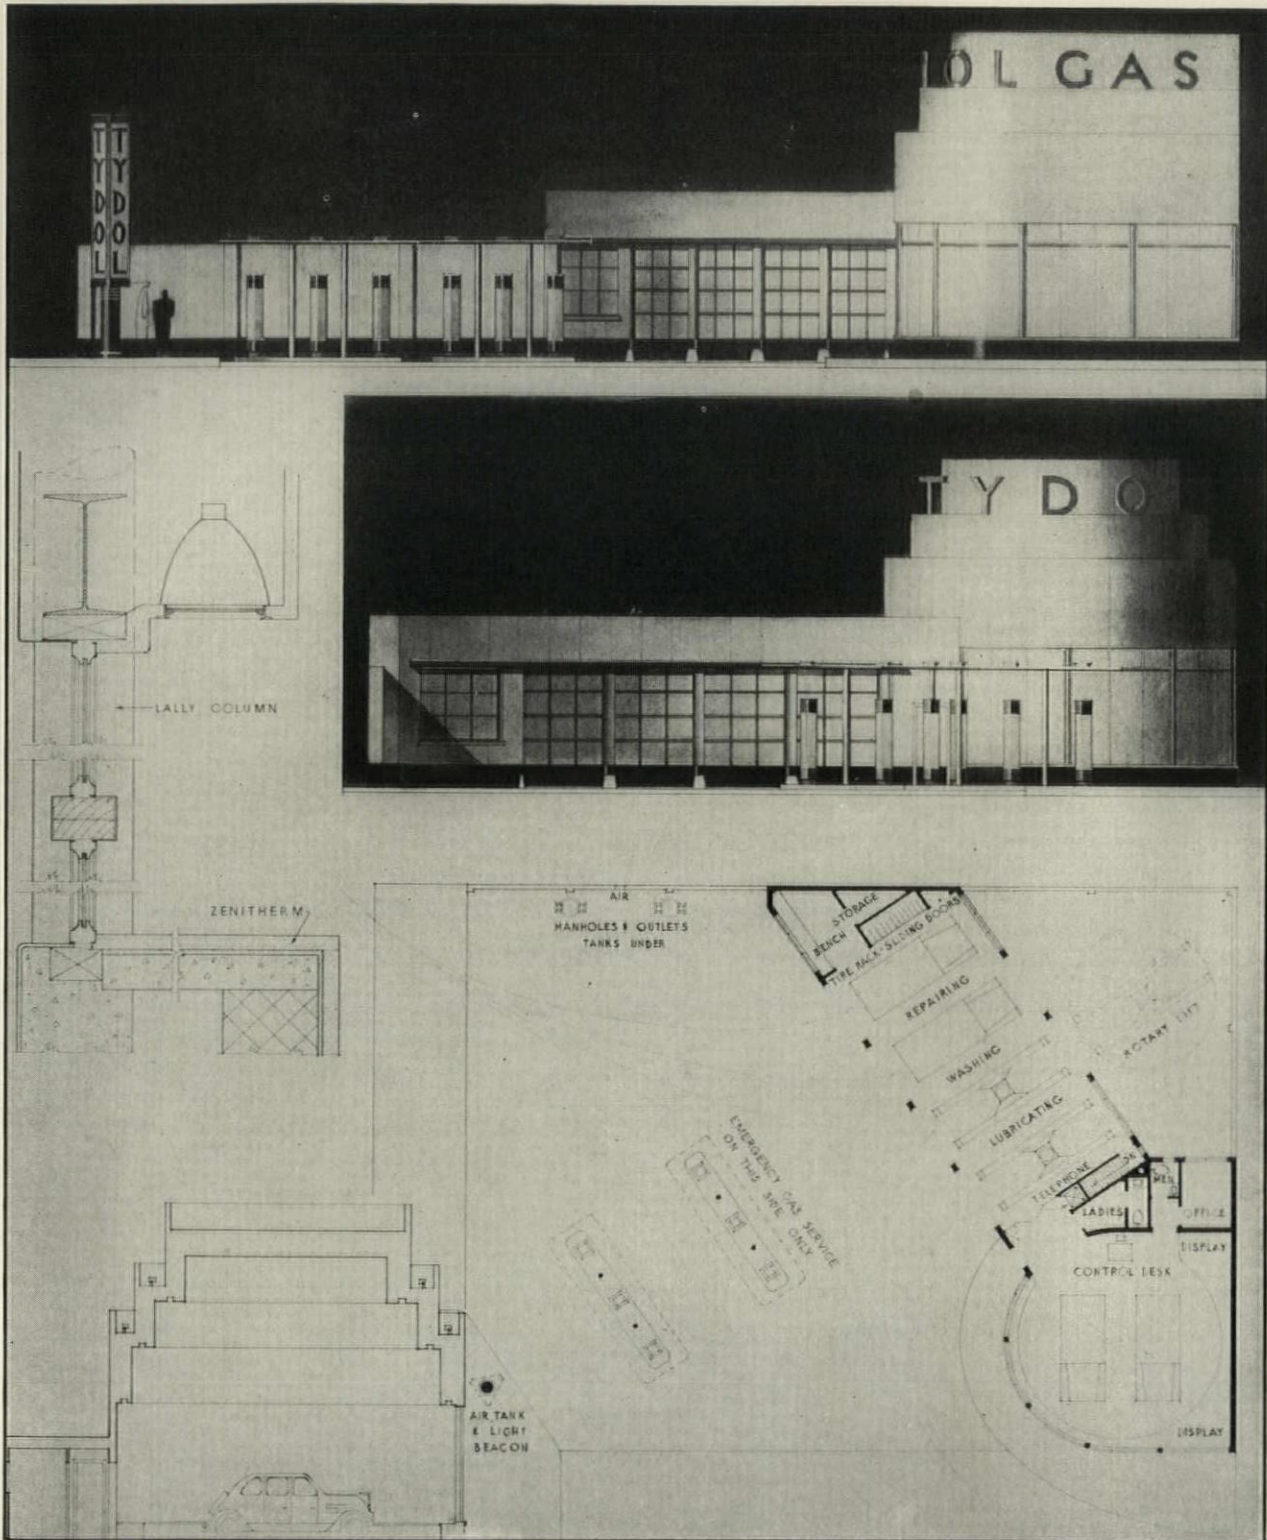 OL GAS
TYDOL
TYDOL
TYDO
LALLY COLUMN
ZENITHERM
AIR
MANHOLES & OUTLETS
TANKS UNDER
STORAGE
BENCH
TIRE RACK-SLIDING DOORS
REPAIRING
WASHING
ROTARY LIFT
LUBRICATING
TELEPHONE
MEN
LADIES
OFFICE
DISPLAY
CONTROL DESK
EMERGENCY GAS SERVICE
ON THIS SIDE ONLY
AIR TANK
& LIGHT
BEACON
DISPLAY